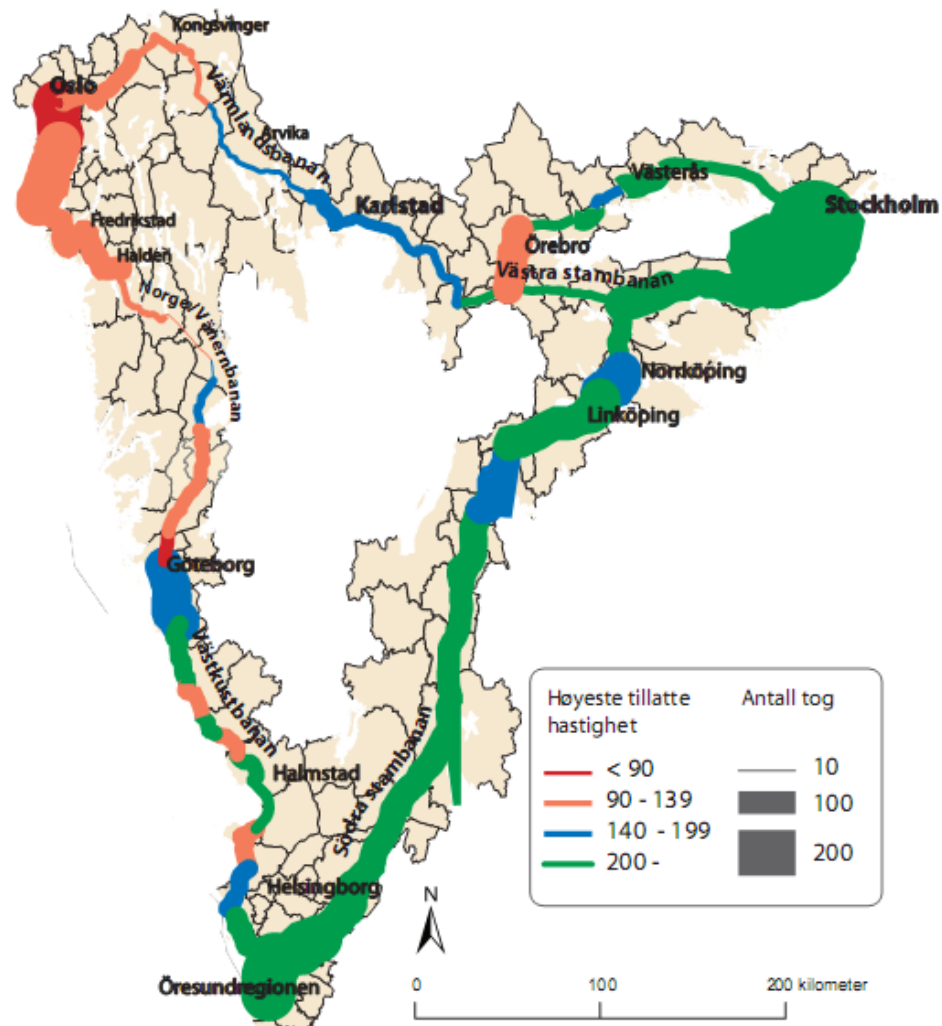 Kongsvinger
Oslo
Värmlandsbanan
Arvika
Västerås
Karlstad
Stockholm
Fredrikstad
Örebro
Halden
Västra stambanan
Norge/Vänernbanan
Norrköping
Linköping
Göteborg
Västkustbanan
Halmstad
Södra stambanan
Helsingborg
Öresundregionen
Høyeste tillatte
hastighet
< 90
90 - 139
140 - 199
200 -
Antall tog
10
100
200
N
0 100 200 kilometer